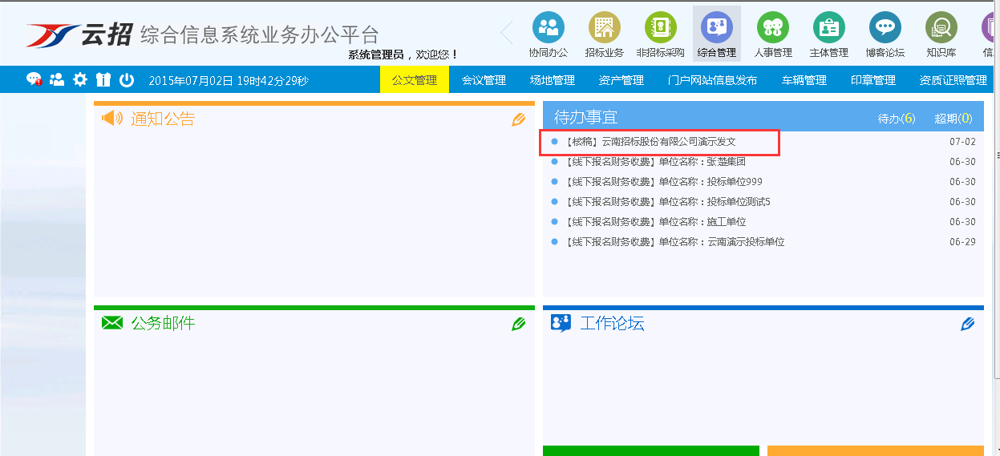 云招 综合信息系统业务办公平台
系统管理员，欢迎您！
协同办公 招标业务 非招标采购 综合管理 人事管理 主体管理 博客论坛 知识库 信
2015年07月02日 19时42分29秒
公文管理 会议管理 场地管理 资产管理 门户网站信息发布 车辆管理 印章管理 资质证照管理
通知公告
待办事宜 待办(6) 超期(0)
【核稿】云南招标股份有限公司演示发文 07-02
【线下报名财务收费】单位名称：张楚集团 06-30
【线下报名财务收费】单位名称：投标单位999 06-30
【线下报名财务收费】单位名称：投标单位测试5 06-30
【线下报名财务收费】单位名称：施工单位 06-30
【线下报名财务收费】单位名称：云南演示投标单位 06-29
公务邮件
工作论坛